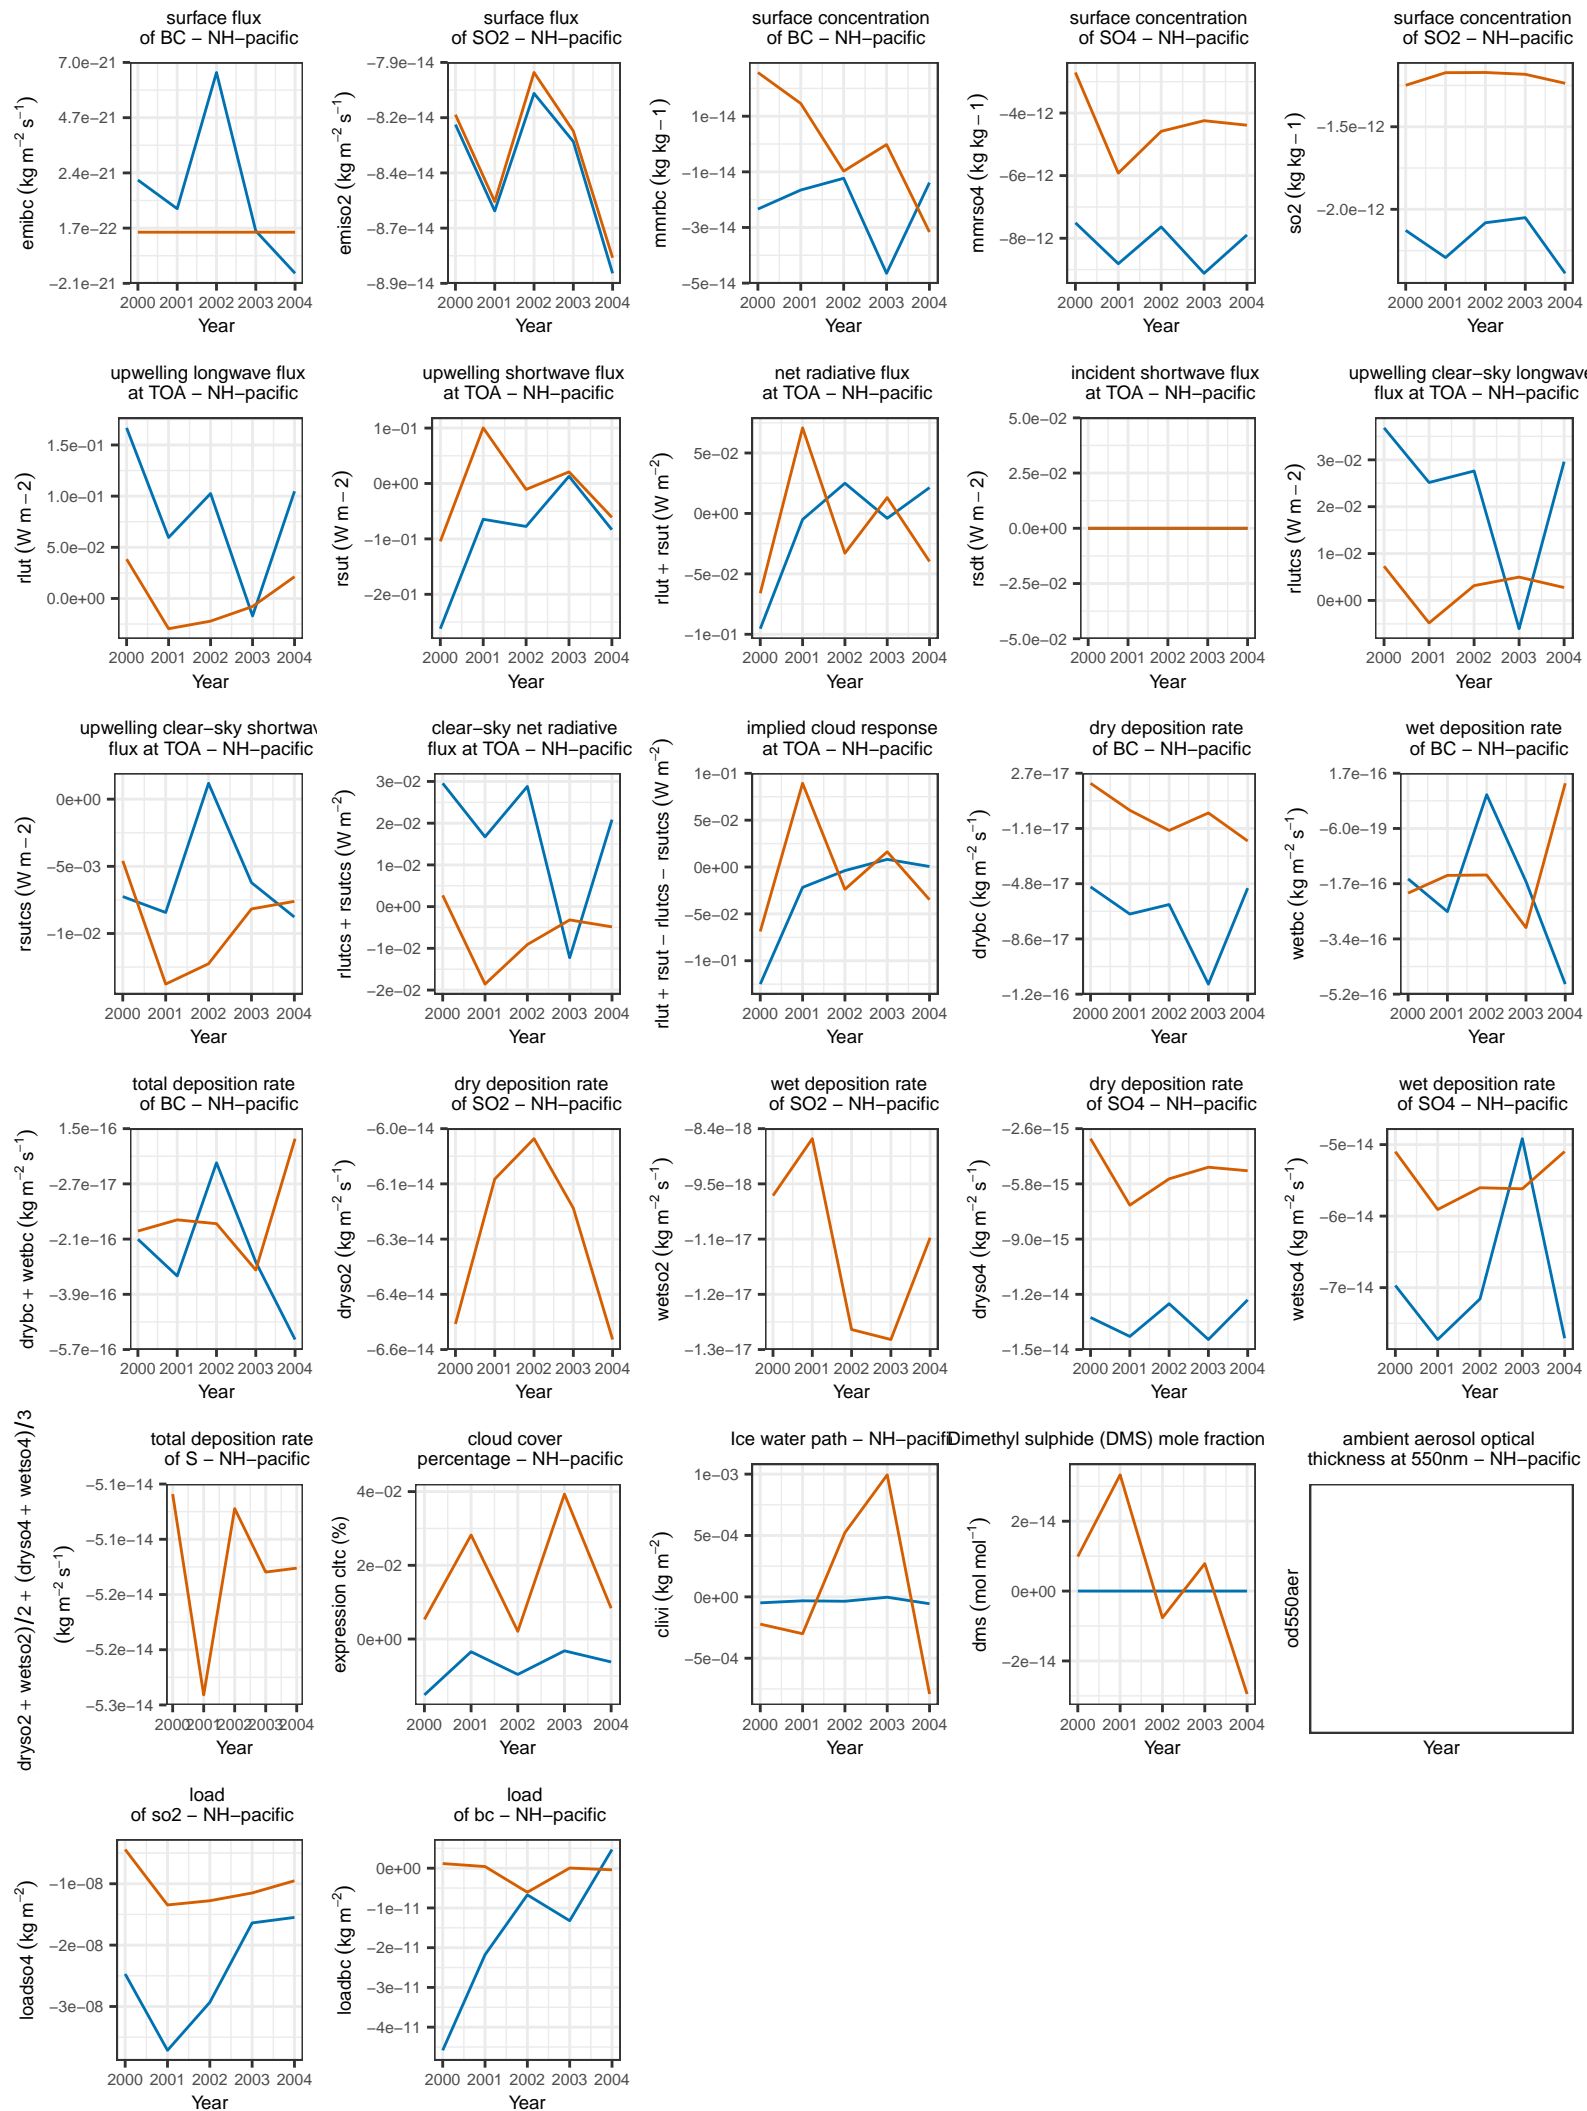 surface flux
of BC − NH−pacific
emibc (kg m−2 s−1)
7.0e−21
4.7e−21
2.4e−21
1.7e−22
−2.1e−21
2000 2001 2002 2003 2004
Year
surface flux
of SO2 − NH−pacific
emiso2 (kg m−2 s−1)
−7.9e−14
−8.2e−14
−8.4e−14
−8.7e−14
−8.9e−14
2000 2001 2002 2003 2004
Year
surface concentration
of BC − NH−pacific
mmrbc (kg kg − 1)
1e−14
−1e−14
−3e−14
−5e−14
2000 2001 2002 2003 2004
Year
surface concentration
of SO4 − NH−pacific
mmrso4 (kg kg − 1)
−4e−12
−6e−12
−8e−12
2000 2001 2002 2003 2004
Year
surface concentration
of SO2 − NH−pacific
so2 (kg kg − 1)
−1.5e−12
−2.0e−12
2000 2001 2002 2003 2004
Year
upwelling longwave flux
at TOA − NH−pacific
rlut (W m − 2)
1.5e−01
1.0e−01
5.0e−02
0.0e+00
2000 2001 2002 2003 2004
Year
upwelling shortwave flux
at TOA − NH−pacific
rsut (W m − 2)
1e−01
0e+00
−1e−01
−2e−01
2000 2001 2002 2003 2004
Year
net radiative flux
at TOA − NH−pacific
rlut + rsut (W m−2)
5e−02
0e+00
−5e−02
−1e−01
2000 2001 2002 2003 2004
Year
incident shortwave flux
at TOA − NH−pacific
rsdt (W m − 2)
5.0e−02
2.5e−02
0.0e+00
−2.5e−02
−5.0e−02
2000 2001 2002 2003 2004
Year
upwelling clear−sky longwave
flux at TOA − NH−pacific
rlutcs (W m − 2)
3e−02
2e−02
1e−02
0e+00
2000 2001 2002 2003 2004
Year
upwelling clear−sky shortwav
flux at TOA − NH−pacific
rsutcs (W m − 2)
0e+00
−5e−03
−1e−02
2000 2001 2002 2003 2004
Year
clear−sky net radiative
flux at TOA − NH−pacific
rlutcs + rsutcs (W m−2)
3e−02
2e−02
1e−02
0e+00
−1e−02
−2e−02
2000 2001 2002 2003 2004
Year
implied cloud response
at TOA − NH−pacific
rlut + rsut − rlutcs − rsutcs (W m−2)
1e−01
5e−02
0e+00
−5e−02
−1e−01
2000 2001 2002 2003 2004
Year
dry deposition rate
of BC − NH−pacific
drybc (kg m−2 s−1)
2.7e−17
−1.1e−17
−4.8e−17
−8.6e−17
−1.2e−16
2000 2001 2002 2003 2004
Year
wet deposition rate
of BC − NH−pacific
wetbc (kg m−2 s−1)
1.7e−16
−6.0e−19
−1.7e−16
−3.4e−16
−5.2e−16
2000 2001 2002 2003 2004
Year
total deposition rate
of BC − NH−pacific
drybc + wetbc (kg m−2 s−1)
1.5e−16
−2.7e−17
−2.1e−16
−3.9e−16
−5.7e−16
2000 2001 2002 2003 2004
Year
dry deposition rate
of SO2 − NH−pacific
dryso2 (kg m−2 s−1)
−6.0e−14
−6.1e−14
−6.3e−14
−6.4e−14
−6.6e−14
2000 2001 2002 2003 2004
Year
wet deposition rate
of SO2 − NH−pacific
wetso2 (kg m−2 s−1)
−8.4e−18
−9.5e−18
−1.1e−17
−1.2e−17
−1.3e−17
2000 2001 2002 2003 2004
Year
dry deposition rate
of SO4 − NH−pacific
dryso4 (kg m−2 s−1)
−2.6e−15
−5.8e−15
−9.0e−15
−1.2e−14
−1.5e−14
2000 2001 2002 2003 2004
Year
wet deposition rate
of SO4 − NH−pacific
wetso4 (kg m−2 s−1)
−5e−14
−6e−14
−7e−14
2000 2001 2002 2003 2004
Year
total deposition rate
of S − NH−pacific
dryso2 + wetso2)/2 + (dryso4 + wetso4)/3
(kg m−2 s−1)
−5.1e−14
−5.1e−14
−5.2e−14
−5.2e−14
−5.3e−14
2000 2001 2002 2003 2004
Year
cloud cover
percentage − NH−pacific
expression cltc (%)
4e−02
2e−02
0e+00
2000 2001 2002 2003 2004
Year
Ice water path − NH−pacifi
clivi (kg m−2)
1e−03
5e−04
0e+00
−5e−04
2000 2001 2002 2003 2004
Year
Dimethyl sulphide (DMS) mole fraction
dms (mol mol−1)
2e−14
0e+00
−2e−14
2000 2001 2002 2003 2004
Year
ambient aerosol optical
thickness at 550nm − NH−pacific
od550aer
Year
load
of so2 − NH−pacific
loadso4 (kg m−2)
−1e−08
−2e−08
−3e−08
2000 2001 2002 2003 2004
Year
load
of bc − NH−pacific
loadbc (kg m−2)
0e+00
−1e−11
−2e−11
−3e−11
−4e−11
2000 2001 2002 2003 2004
Year